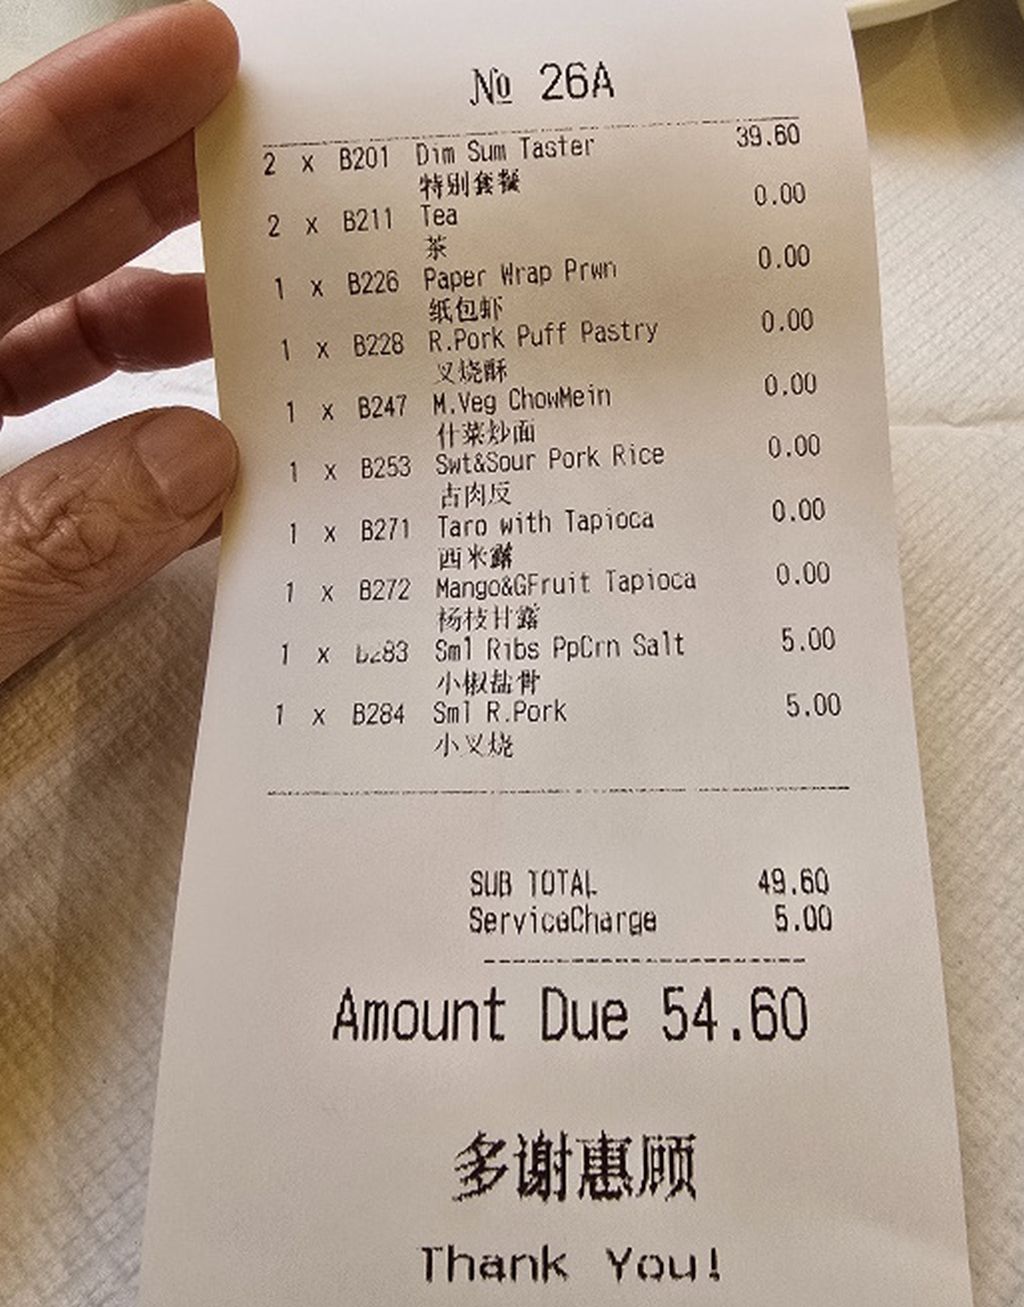 № 26A
2 x B201 Dim Sum Taster 39.60
特别套餐
2 x B211 Tea 0.00
茶
1 x B226 Paper Wrap Prwn 0.00
纸包虾
1 x B228 R.Pork Puff Pastry 0.00
叉烧酥
1 x B247 M.Veg ChowMein 0.00
什菜炒面
1 x B253 Swt&Sour Pork Rice 0.00
古肉反
1 x B271 Taro with Tapioca 0.00
西米露
1 x B272 Mango&GFruit Tapioca 0.00
杨枝甘露
1 x B283 Sml Ribs PpCrn Salt 5.00
小椒盐骨
1 x B284 Sml R.Pork 5.00
小叉烧
SUB TOTAL 49.60
ServiceCharge 5.00
Amount Due 54.60
多谢惠顾
Thank You!